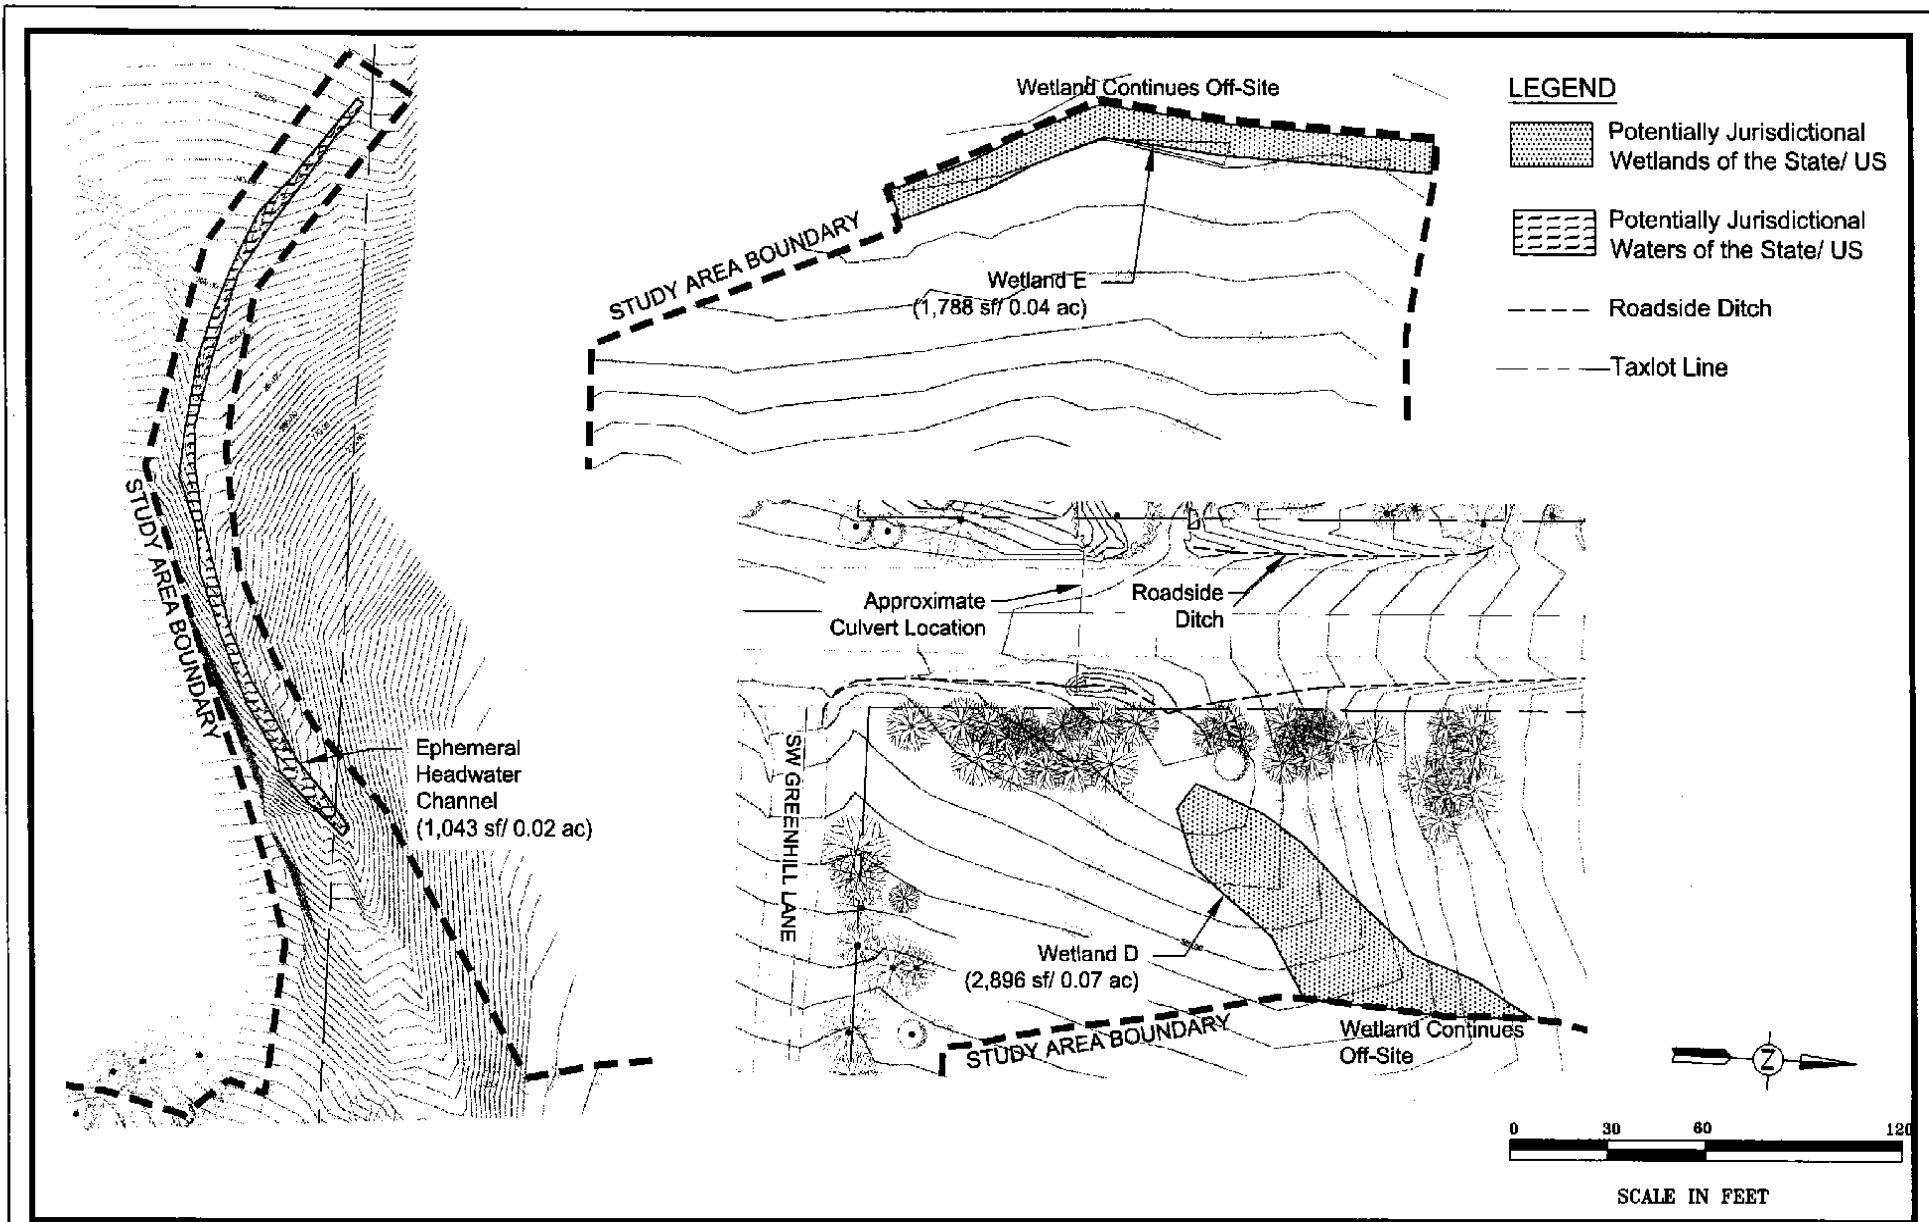 Wetland Continues Off-Site
LEGEND
Potentially Jurisdictional
Wetlands of the State/ US
Potentially Jurisdictional
Waters of the State/ US
Roadside Ditch
Taxlot Line
STUDY AREA BOUNDARY
Wetland E
(1,788 sf/ 0.04 ac)
STUDY AREA BOUNDARY
Ephemeral
Headwater
Channel
(1,043 sf/ 0.02 ac)
Approximate
Culvert Location
Roadside
Ditch
SW GREENHILL LANE
Wetland D
(2,896 sf/ 0.07 ac)
STUDY AREA BOUNDARY
Wetland Continues
Off-Site
Z
0 30 60 120
SCALE IN FEET